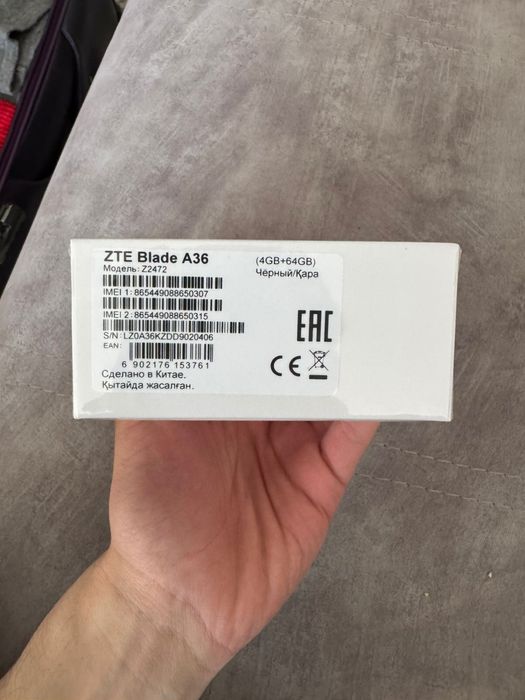 ZTE Blade A36
(4GB+64GB)
Модель: Z2472
Чёрный/Қара
IMEI 1: 865449088650307
IMEI 2: 865449088650315
S/N: LZ0A36KZDD9020406
EAN:
6 902176 153761
Сделано в Китае.
Қытайда жасалған.
EAC
CE